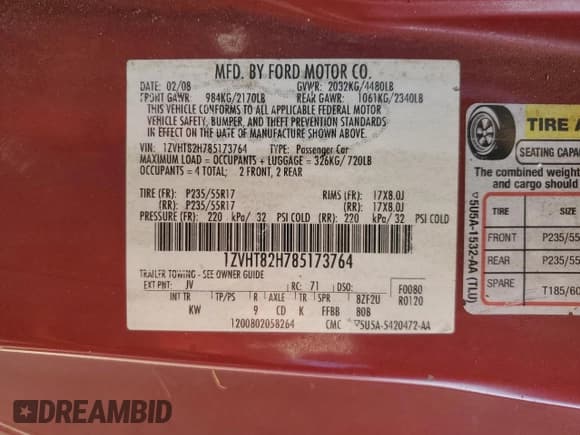 MFD. BY FORD MOTOR CO.
DATE: 02/08 GVWR: 2032KG/4480LB
FRONT GAWR: 984KG/2170LB REAR GAWR: 1061KG/2340LB
THIS VEHICLE CONFORMS TO ALL APPLICABLE FEDERAL MOTOR
VEHICLE SAFETY, BUMPER, AND THEFT PREVENTION STANDARDS
IN EFFECT ON THE DATE OF MANUFACTURE SHOWN ABOVE.
VIN: 1ZVHT82H785173764 TYPE: Passenger Car
MAXIMUM LOAD = OCCUPANTS + LUGGAGE = 326KG/720LB
OCCUPANTS = 4 TOTAL; 2 FRONT, 2 REAR
TIRE (FR): P235/55R17 RIMS (FR): 17X8.0J
(RR): P235/55R17 (RR): 17X8.0J
PRESSURE (FR): 220 kPa/ 32 PSI COLD (RR): 220 kPa/ 32 PSI COLD
1ZVHT82H785173764
TRAILER TOWING - SEE OWNER GUIDE
EXT PNT: JV RC: 71 DSO: F0080
INT TR TP/PS R AXLE TR SPR 8ZF2U R0120
KW 9 CD K FFBB 80B
1200802058264 CMC 5U5A-5420472-AA
TIRE A
SEATING CAPA
The combined weight
and cargo should
TIRE SIZE
FRONT P235/55
REAR P235/55
SPARE T185/60
5U5A-1532-AA (TLU)
DREAMBID